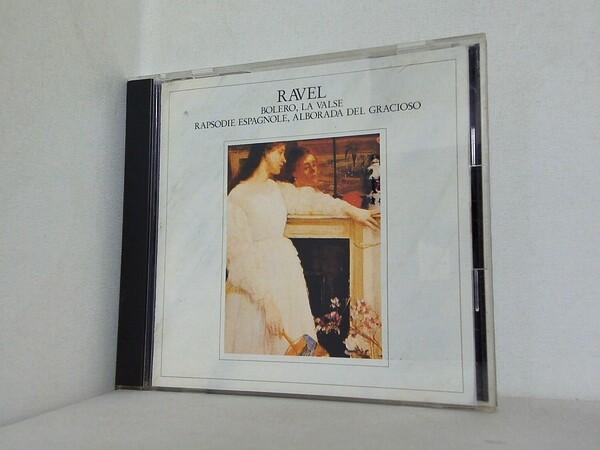 RAVEL
BOLERO, LA VALSE
RAPSODIE ESPAGNOLE, ALBORADA DEL GRACIOSO